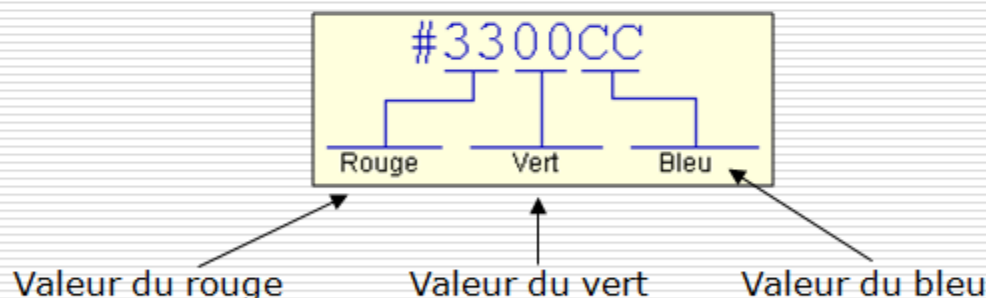 #3300CC
Rouge Vert Bleu
Valeur du rouge Valeur du vert Valeur du bleu